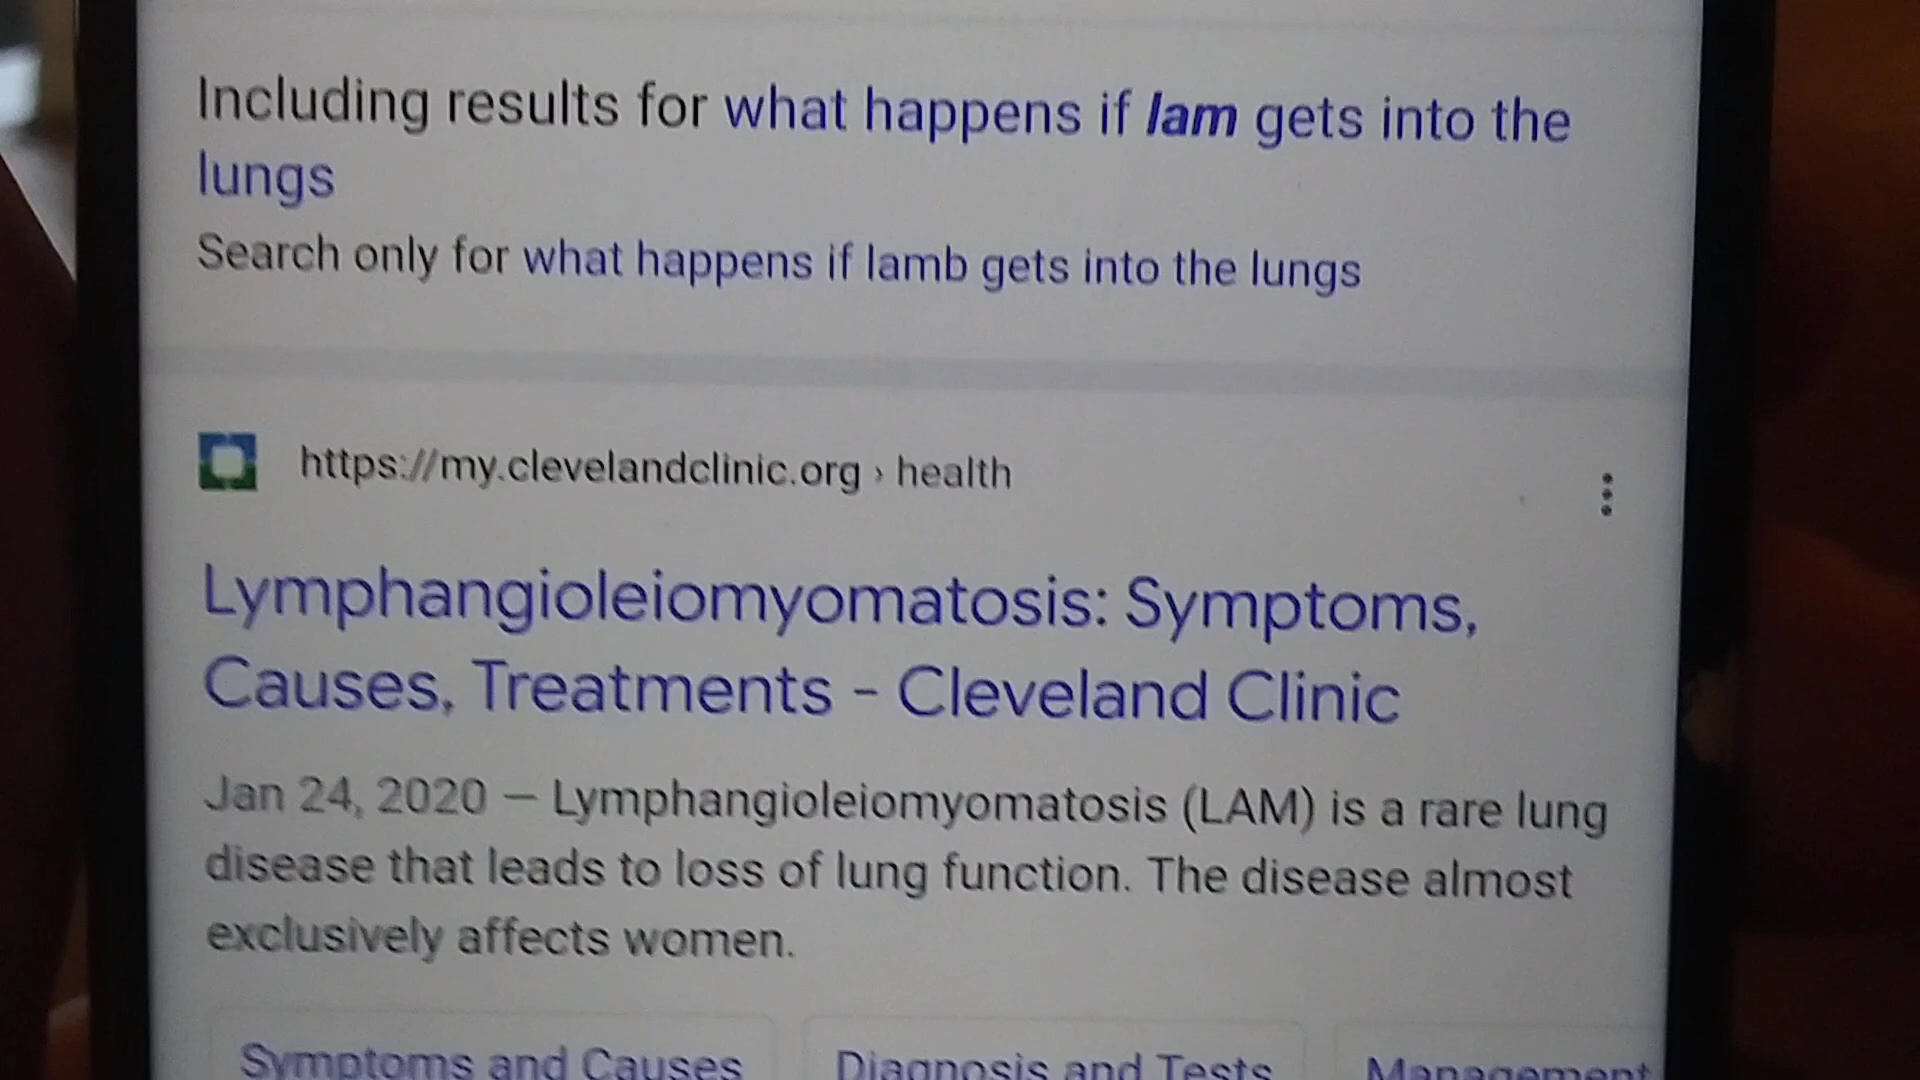 Including results for what happens if lam gets into the
lungs
Search only for what happens if lamb gets into the lungs
https://my.clevelandclinic.org › health
Lymphangioleiomyomatosis: Symptoms,
Causes, Treatments - Cleveland Clinic
Jan 24, 2020 — Lymphangioleiomyomatosis (LAM) is a rare lung
disease that leads to loss of lung function. The disease almost
exclusively affects women.
Symptoms and Causes Diagnosis and Tests Management